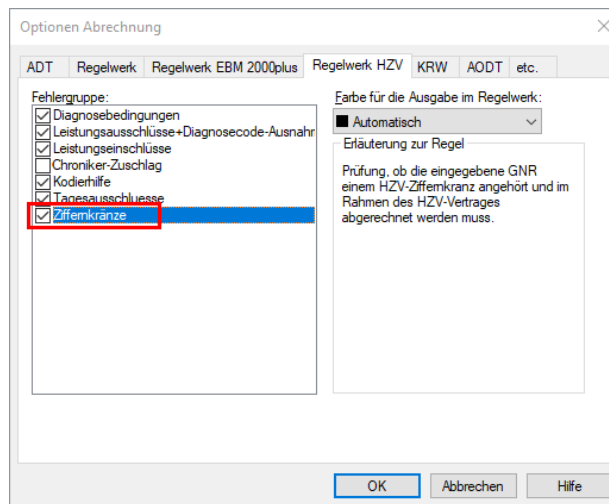 Optionen Abrechnung
ADT Regelwerk Regelwerk EBM 2000plus Regelwerk HZV KRW AODT etc.
Fehlergruppe:
Diagnosebedingungen
Leistungsausschlüsse+Diagnosecode-Ausnahr
Leistungseinschlüsse
Chroniker-Zuschlag
Kodierhilfe
Tagesausschluesse
Ziffernkränze
Farbe für die Ausgabe im Regelwerk:
Automatisch
Erläuterung zur Regel
Prüfung, ob die eingegebene GNR
einem HZV-Ziffernkranz angehört und im
Rahmen des HZV-Vertrages
abgerechnet werden muss.
OK Abbrechen Hilfe